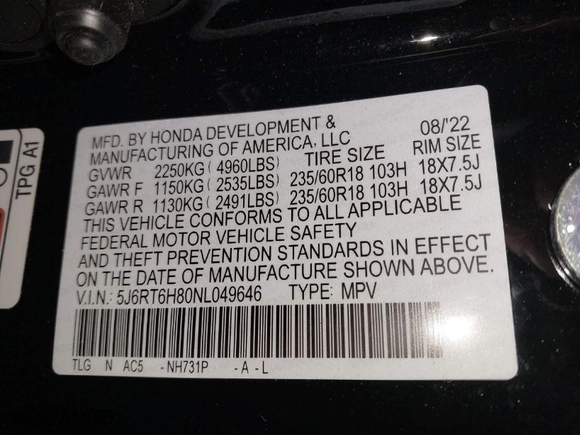 TPG A1
MFD. BY HONDA DEVELOPMENT & 08/'22
MANUFACTURING OF AMERICA, LLC
TIRE SIZE RIM SIZE
GVWR 2250KG ( 4960LBS)
GAWR F 1150KG ( 2535LBS) 235/60R18 103H 18X7.5J
GAWR R 1130KG ( 2491LBS) 235/60R18 103H 18X7.5J
THIS VEHICLE CONFORMS TO ALL APPLICABLE
FEDERAL MOTOR VEHICLE SAFETY
AND THEFT PREVENTION STANDARDS IN EFFECT
ON THE DATE OF MANUFACTURE SHOWN ABOVE.
V.I.N.: 5J6RT6H80NL049646 TYPE: MPV
TLG N AC5 -NH731P -A -L